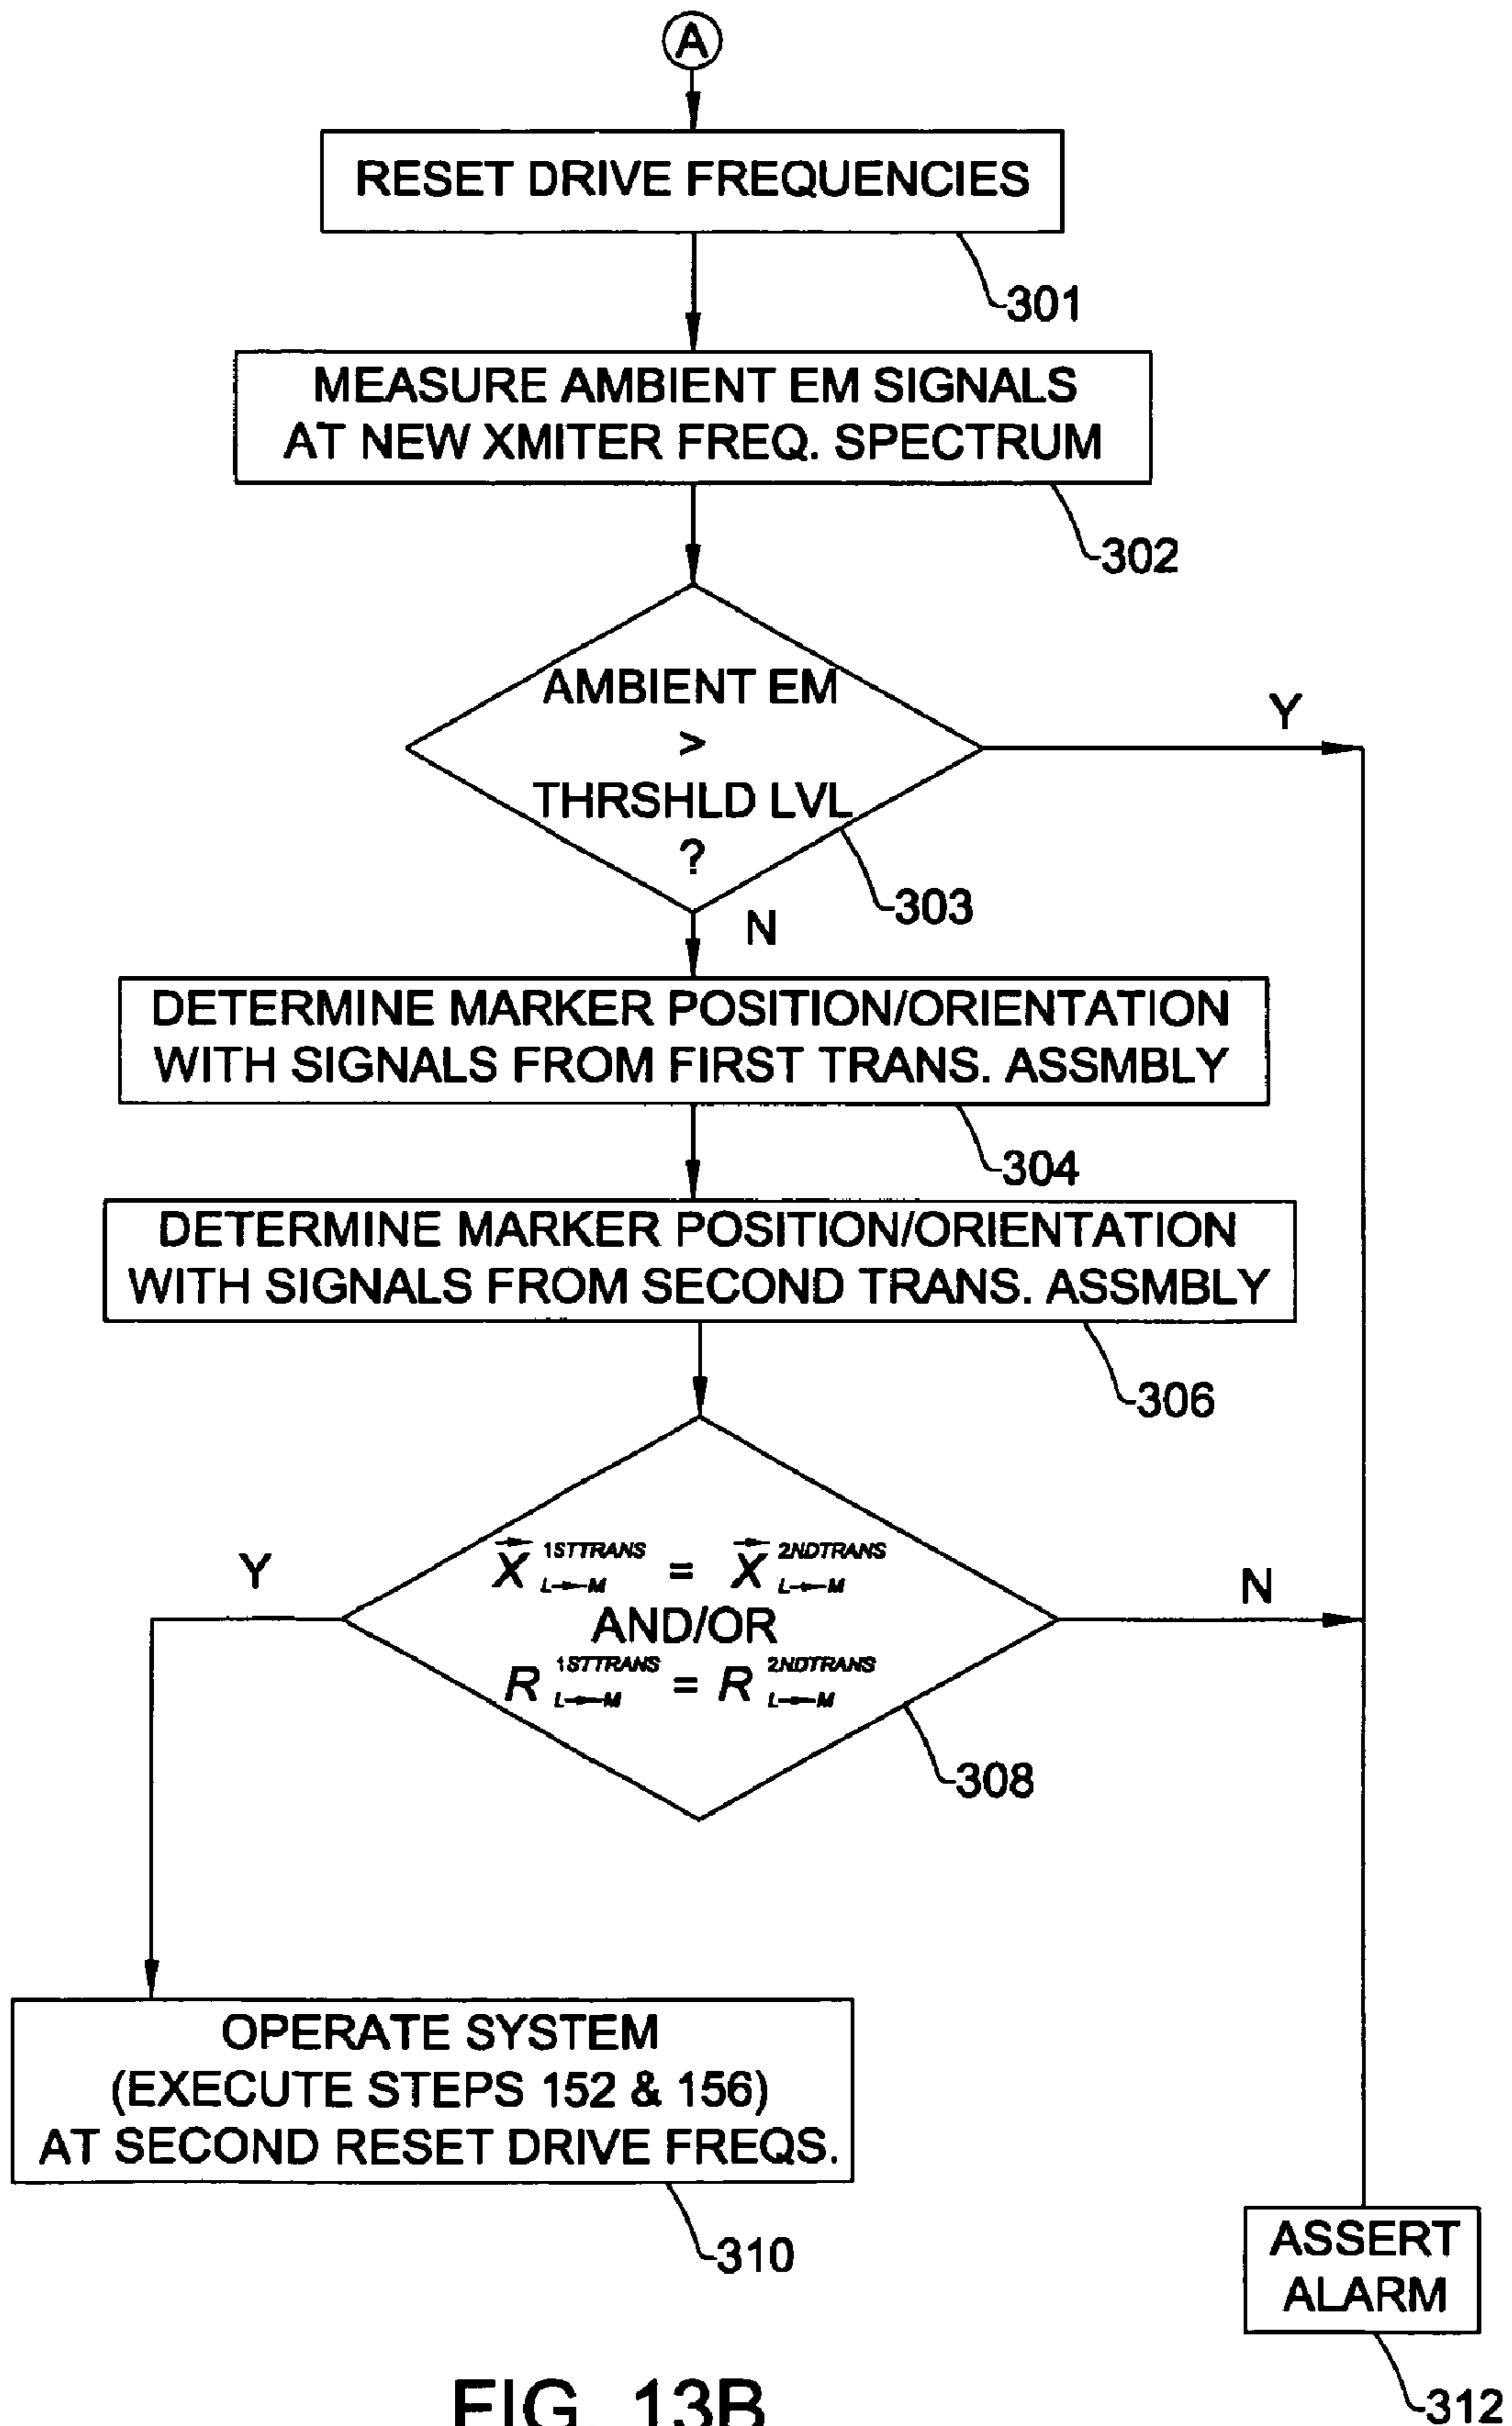 A
RESET DRIVE FREQUENCIES
301
MEASURE AMBIENT EM SIGNALS
AT NEW XMITER FREQ. SPECTRUM
302
AMBIENT EM
>
THRSHLD LVL
?
Y
303
N
DETERMINE MARKER POSITION/ORIENTATION
WITH SIGNALS FROM FIRST TRANS. ASSMBLY
304
DETERMINE MARKER POSITION/ORIENTATION
WITH SIGNALS FROM SECOND TRANS. ASSMBLY
306
Y
X⃗ 1STTRANS L→M = X⃗ 2NDTRANS L→M
AND/OR
R 1STTRANS L→M = R 2NDTRANS L→M
N
308
OPERATE SYSTEM
(EXECUTE STEPS 152 & 156)
AT SECOND RESET DRIVE FREQS.
310
ASSERT
ALARM
312
FIG. 13B